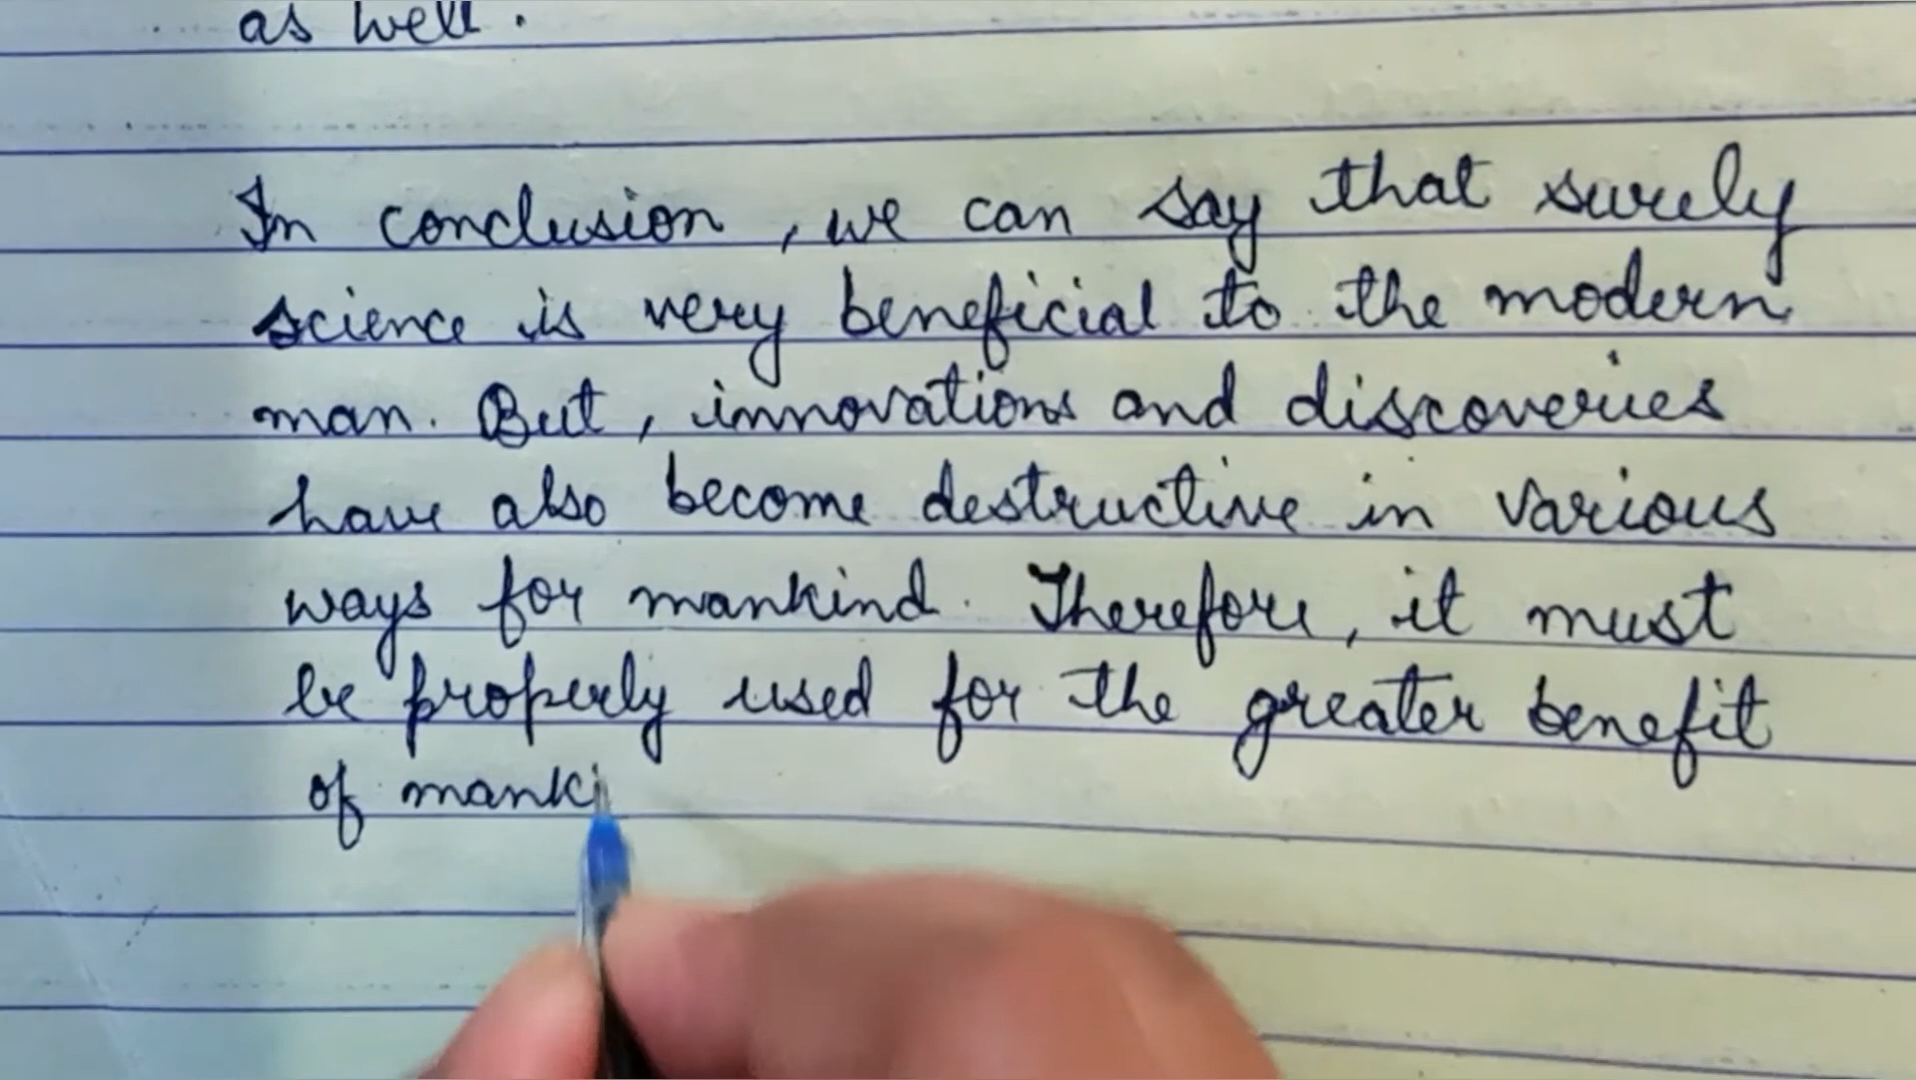 as well.
In conclusion, we can say that surely
science is very beneficial to the modern
man. But, innovations and discoveries
have also become destructive in various
ways for mankind. Therefore, it must
be properly used for the greater benefit
of manki